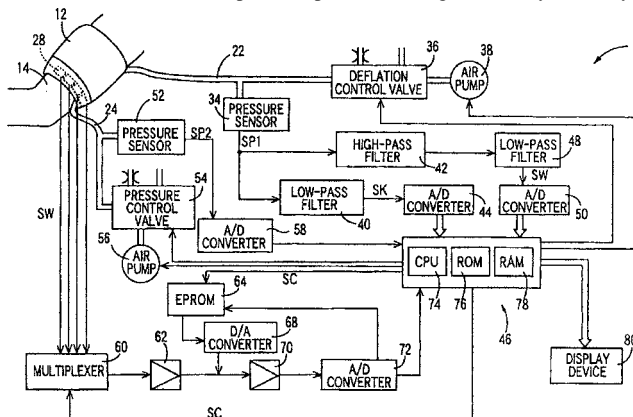 12
28
14
22
36
38
DEFLATION
CONTROL VALVE
AIR
PUMP
24
52
34
PRESSURE
SENSOR
PRESSURE
SENSOR
SP2
SP1
HIGH-PASS
FILTER
42
LOW-PASS
FILTER
48
SW
SW
54
PRESSURE
CONTROL
VALVE
LOW-PASS
FILTER
40
SK
A/D
CONVERTER
44
A/D
CONVERTER
50
56
AIR
PUMP
A/D
CONVERTER
58
CPU
ROM
RAM
74
76
78
SC
64
EPROM
68
D/A
CONVERTER
46
60
62
70
72
80
MULTIPLEXER
A/D
CONVERTER
DISPLAY
DEVICE
SC